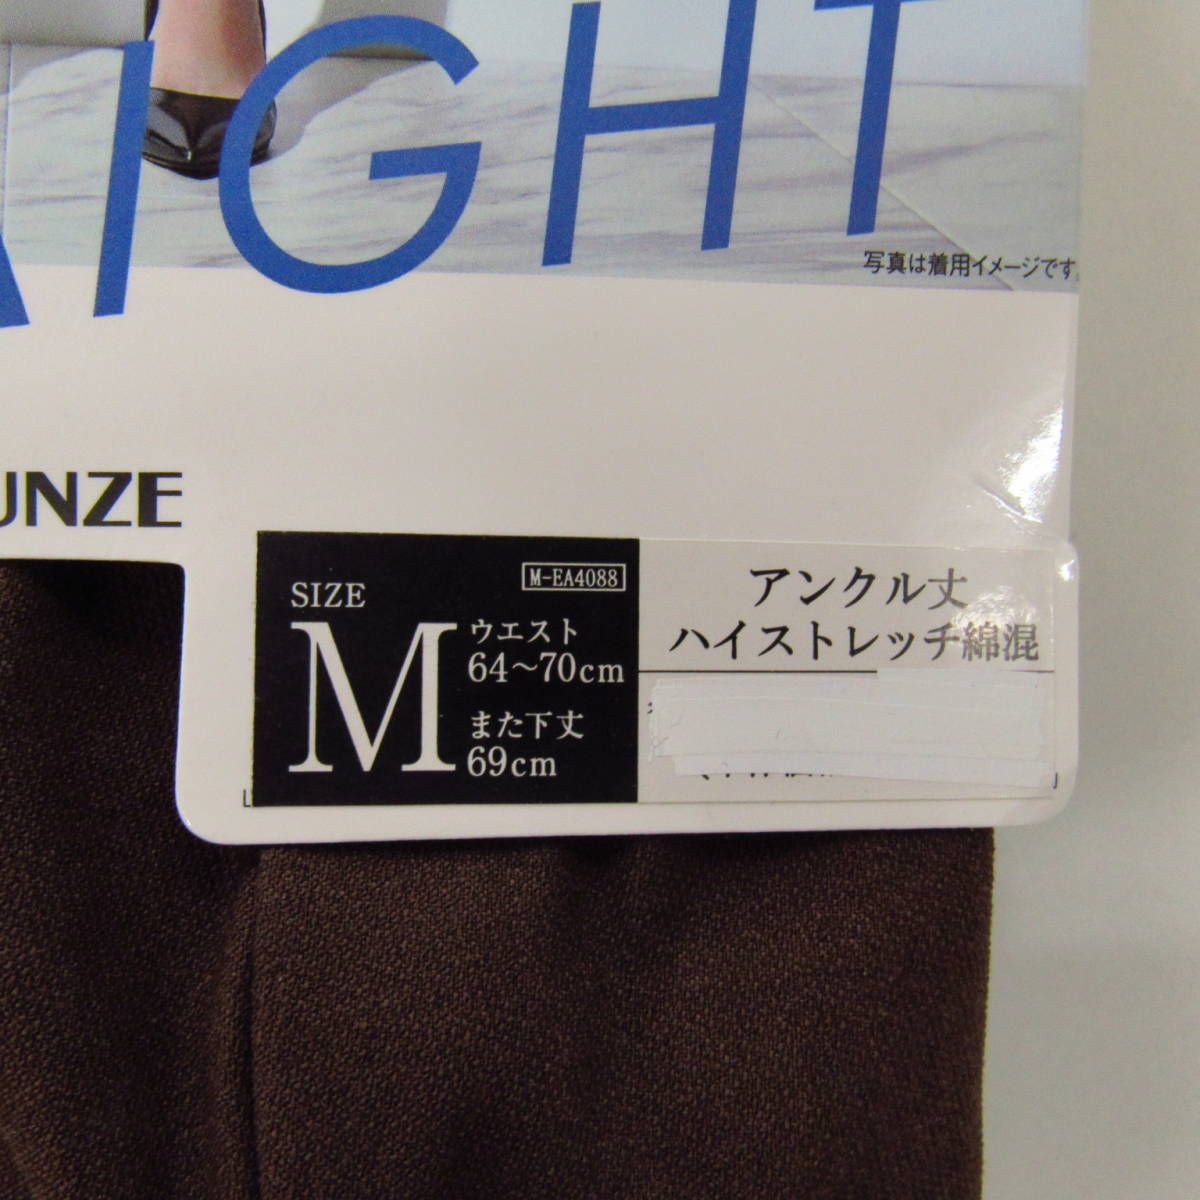 AIGHT
写真は着用イメージです。
UNZE
SIZE
M
M-EA4088
ウエスト
64〜70cm
また下丈
69cm
アンクル丈
ハイストレッチ綿混